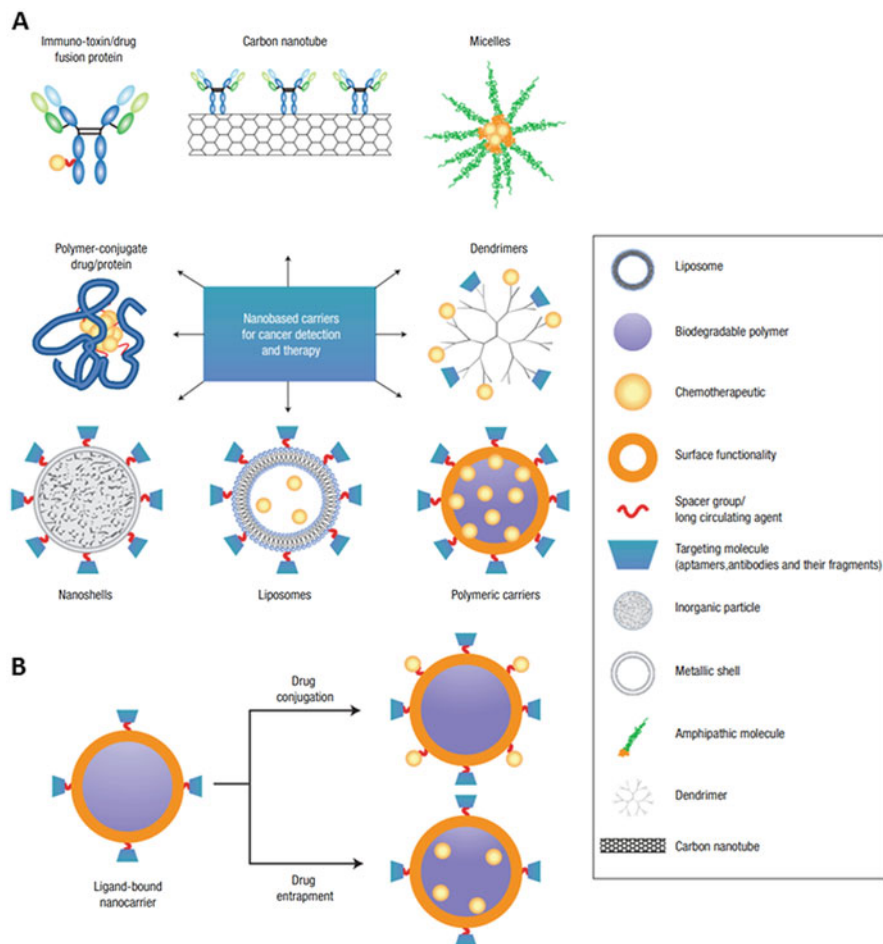 A
Immuno-toxin/drug
fusion protein
Carbon nanotube
Micelles
Polymer-conjugate
drug/protein
Nanobased carriers
for cancer detection
and therapy
Dendrimers
Nanoshells
Liposomes
Polymeric carriers
Liposome
Biodegradable polymer
Chemotherapeutic
Surface functionality
Spacer group/
long circulating agent
Targeting molecule
(aptamers,antibodies and their fragments)
Inorganic particle
Metallic shell
Amphipathic molecule
Dendrimer
Carbon nanotube
B
Ligand-bound
nanocarrier
Drug
conjugation
Drug
entrapment